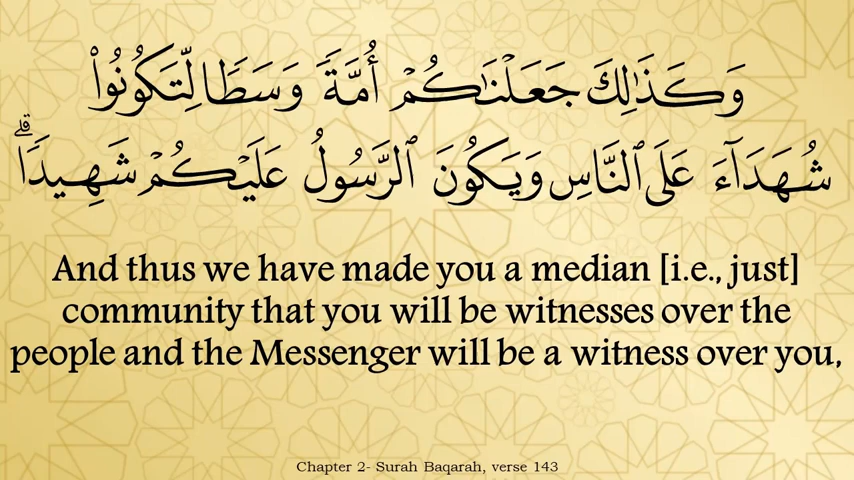 وَكَذَٰلِكَ جَعَلْنَٰكُمْ أُمَّةً وَسَطًا لِّتَكُونُوا۟
شُهَدَآءَ عَلَى ٱلنَّاسِ وَيَكُونَ ٱلرَّسُولُ عَلَيْكُمْ شَهِيدًا ۗ
And thus we have made you a median [i.e., just]
community that you will be witnesses over the
people and the Messenger will be a witness over you,
Chapter 2- Surah Baqarah, verse 143